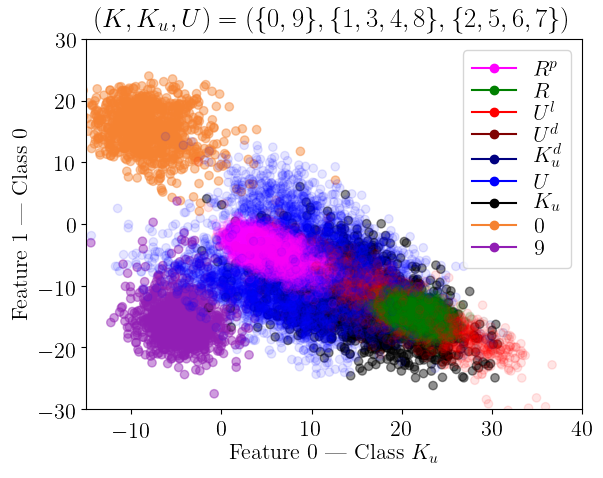 (K, K_u, U) = ({0, 9}, {1, 3, 4, 8}, {2, 5, 6, 7})
30
20
10
0
−10
−20
−30
Feature 1 — Class 0
R^p
R
U^l
U^d
K_u^d
U
K_u
0
9
−10
0
10
20
30
40
Feature 0 — Class K_u